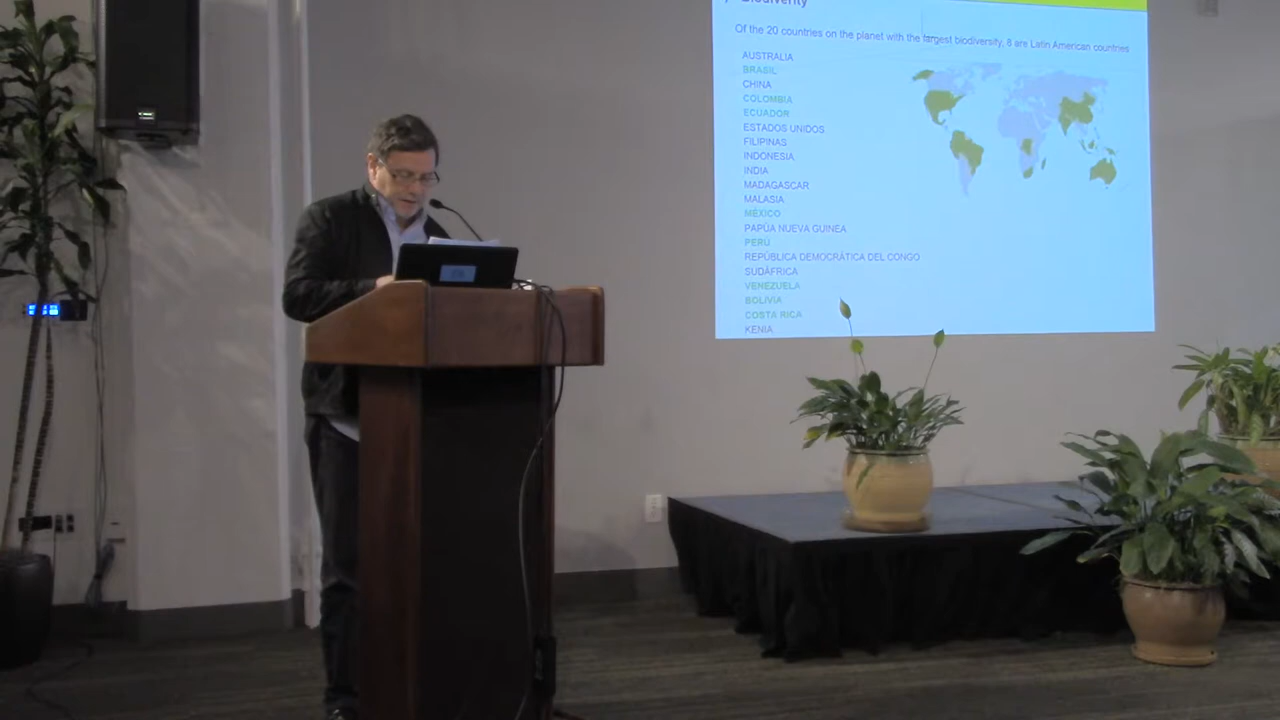 Biodiverity
Of the 20 countries on the planet with the largest biodiversity, 8 are Latin American countries
AUSTRALIA
BRASIL
CHINA
COLOMBIA
ECUADOR
ESTADOS UNIDOS
FILIPINAS
INDONESIA
INDIA
MADAGASCAR
MALASIA
MÉXICO
PAPÚA NUEVA GUINEA
PERÚ
REPÚBLICA DEMOCRÁTICA DEL CONGO
SUDÁFRICA
VENEZUELA
BOLIVIA
COSTA RICA
KENIA